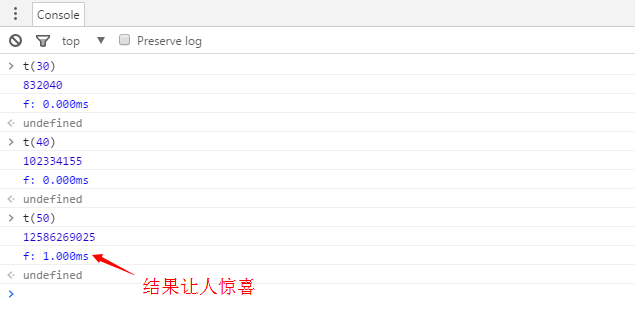 Console
top Preserve log
t(30)
832040
f: 0.000ms
undefined
t(40)
102334155
f: 0.000ms
undefined
t(50)
12586269025
f: 1.000ms
undefined
结果让人惊喜